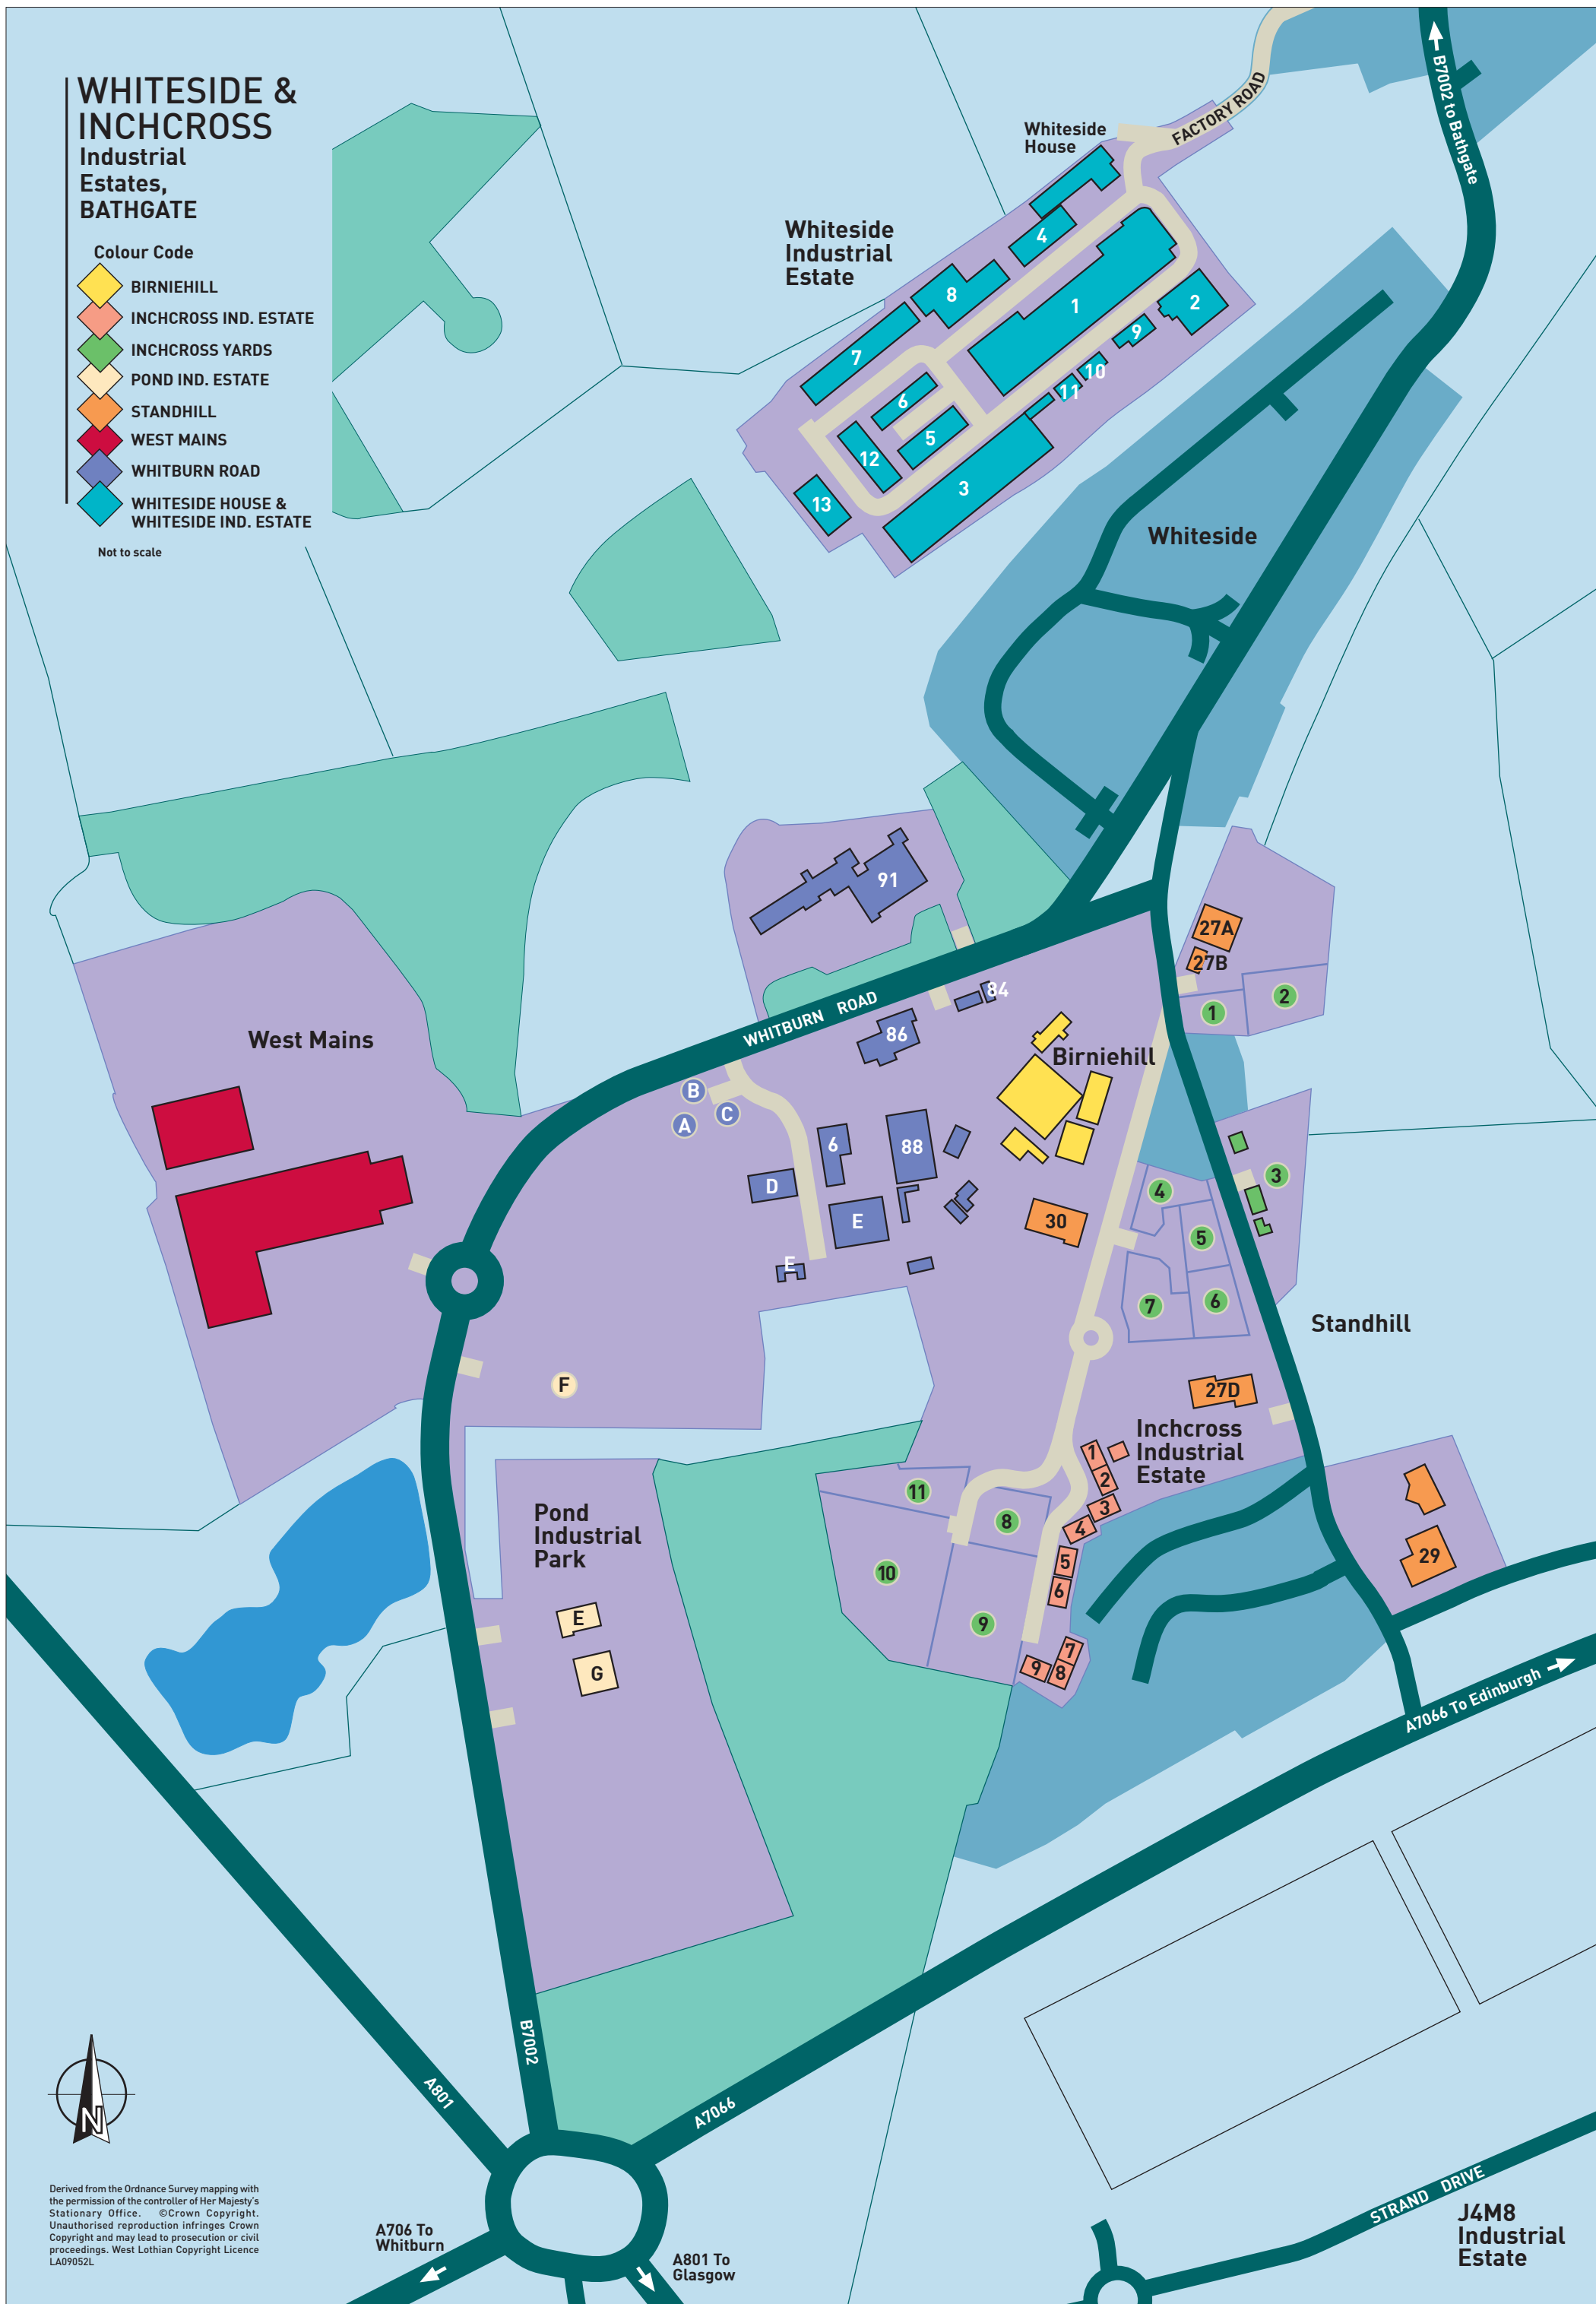 WHITESIDE &
INCHCROSS
Industrial
Estates,
BATHGATE
Colour Code
BIRNIEHILL
INCHCROSS IND. ESTATE
INCHCROSS YARDS
POND IND. ESTATE
STANDHILL
WEST MAINS
WHITBURN ROAD
WHITESIDE HOUSE &
WHITESIDE IND. ESTATE
Not to scale
B7002 to Bathgate
FACTORY ROAD
Whiteside
House
Whiteside
Industrial
Estate
4
8
1
2
7
9
10
11
6
5
12
3
13
Whiteside
91
27A
27B
1
2
84
86
WHITBURN ROAD
West Mains
Birniehill
B
C
A
6
88
D
E
E
30
3
4
5
6
7
Standhill
F
27D
Inchcross
Industrial
Estate
1
2
3
4
5
6
7
8
9
11
8
10
9
29
Pond
Industrial
Park
E
G
A7066 To Edinburgh
B7002
A801
A7066
N
STRAND DRIVE
J4M8
Industrial
Estate
A706 To
Whitburn
A801 To
Glasgow
Derived from the Ordnance Survey mapping with
the permission of the controller of Her Majesty's
Stationary Office. ©Crown Copyright.
Unauthorised reproduction infringes Crown
Copyright and may lead to prosecution or civil
proceedings. West Lothian Copyright Licence
LA09052L